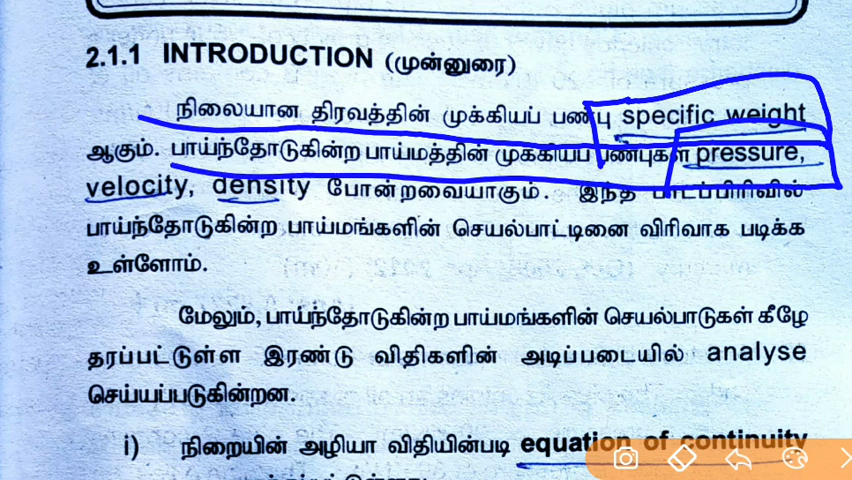 2.1.1 INTRODUCTION (முன்னுரை)
நிலையான திரவத்தின் முக்கியப் பண்பு specific weight
ஆகும். பாய்ந்தோடுகின்ற பாய்மத்தின் முக்கியப் பண்புகள் pressure,
velocity, density போன்றவையாகும். இந்த பாடப்பிரிவில்
பாய்ந்தோடுகின்ற பாய்மங்களின் செயல்பாட்டினை விரிவாக படிக்க
உள்ளோம்.
மேலும், பாய்ந்தோடுகின்ற பாய்மங்களின் செயல்பாடுகள் கீழே
தரப்பட்டுள்ள இரண்டு விதிகளின் அடிப்படையில் analyse
செய்யப்படுகின்றன.
i) நிறையின் அழியா விதியின்படி equation of continuity